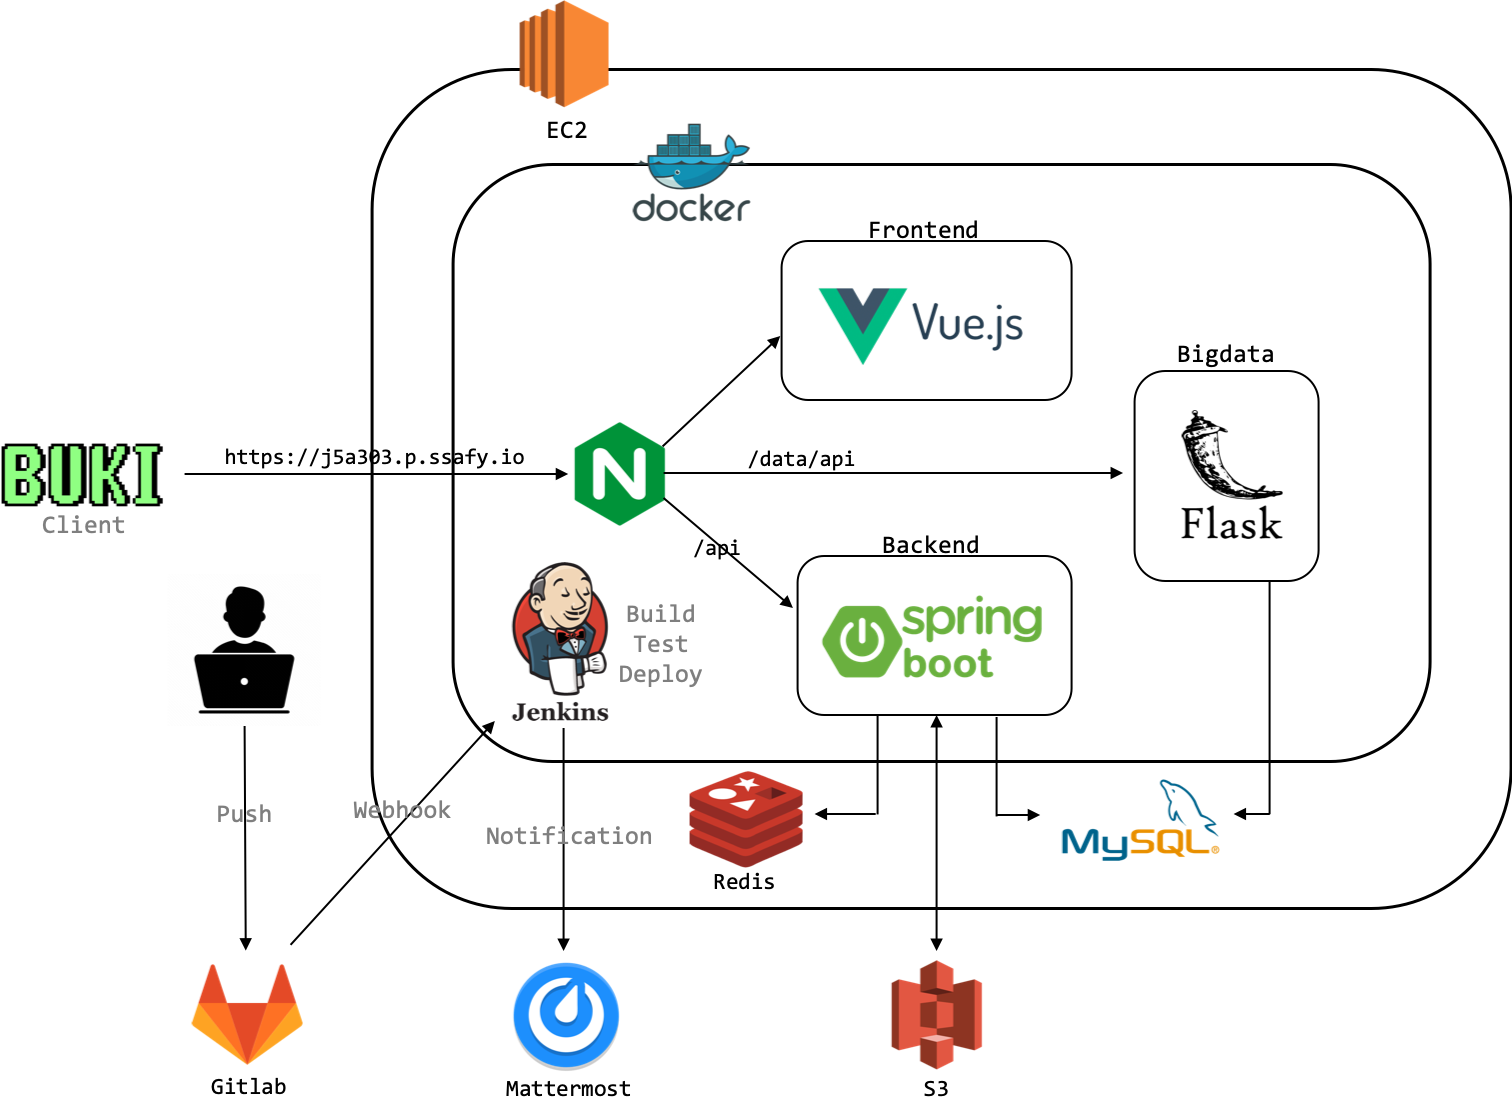 EC2
docker
Frontend
Vue.js
Bigdata
Flask
BUKI
Client
https://j5a303.p.ssafy.io
N
/data/api
/api
Backend
spring
boot
Build
Test
Deploy
Jenkins
Push
Webhook
Notification
Redis
MySQL®
Gitlab
Mattermost
S3